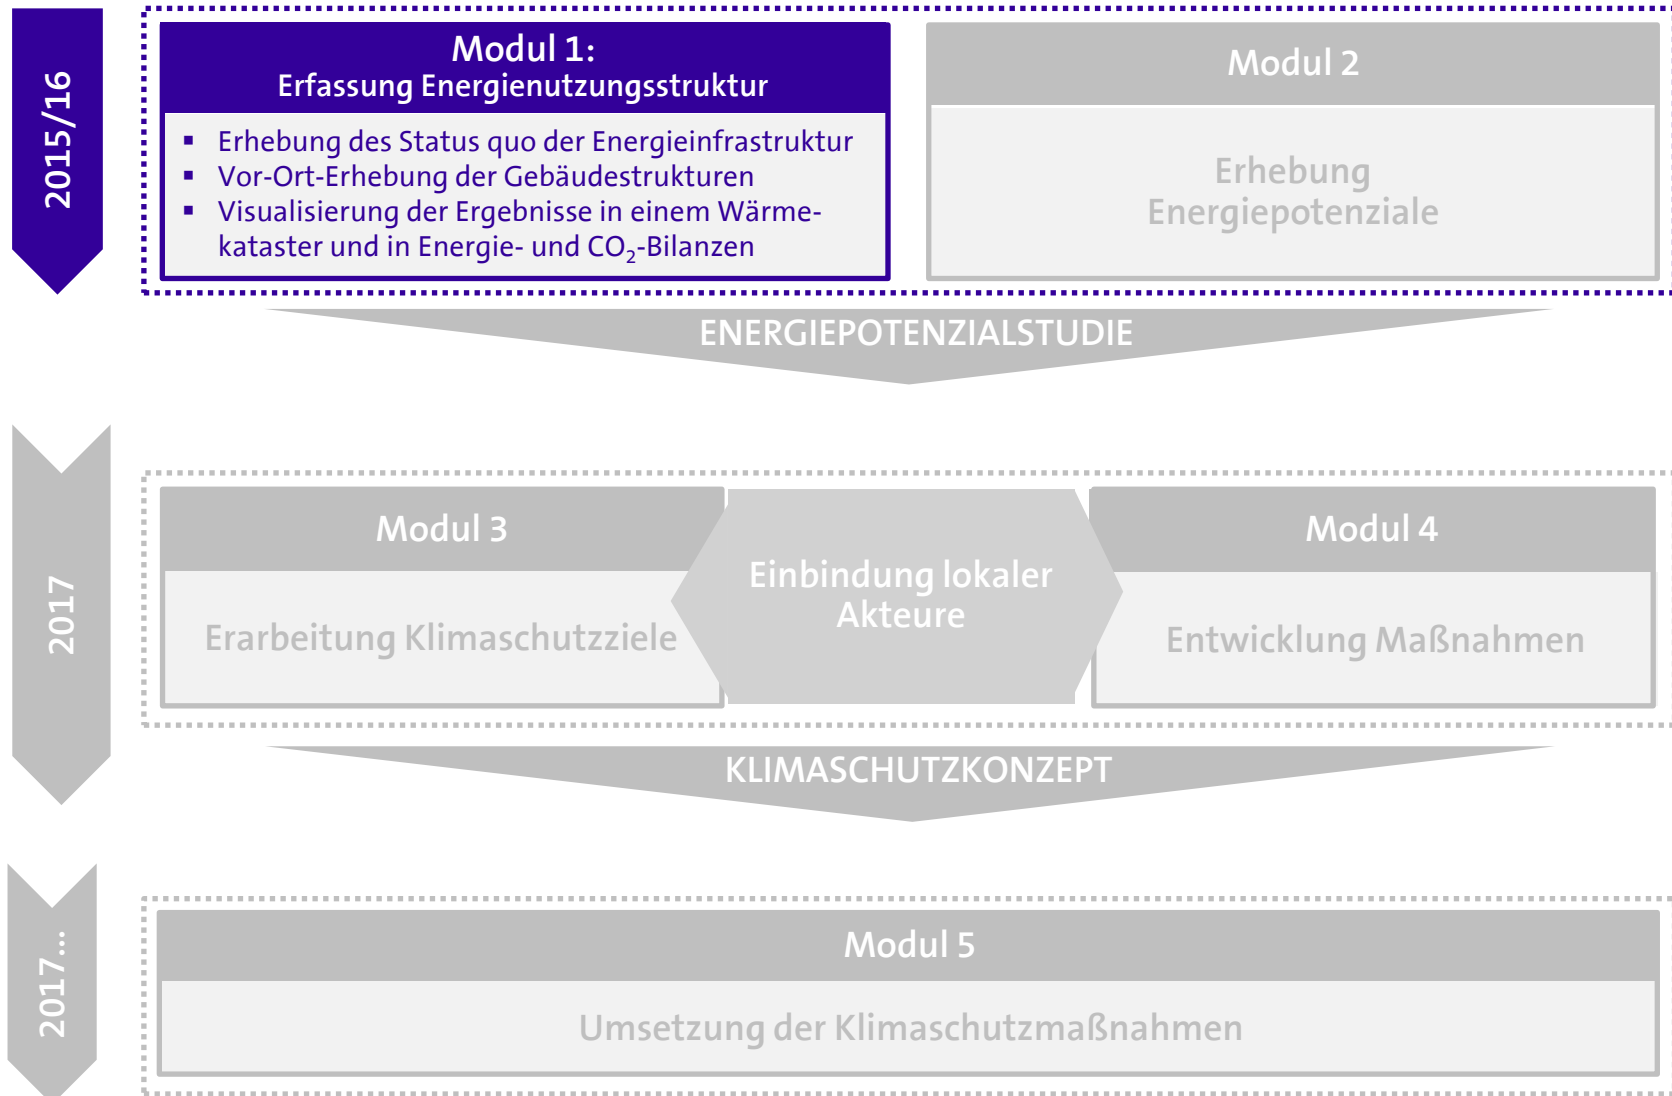 2015/16
Modul 1:
Erfassung Energienutzungsstruktur
▪ Erhebung des Status quo der Energieinfrastruktur
▪ Vor-Ort-Erhebung der Gebäudestrukturen
▪ Visualisierung der Ergebnisse in einem Wärme-
kataster und in Energie- und CO₂-Bilanzen
Modul 2
Erhebung
Energiepotenziale
ENERGIEPOTENZIALSTUDIE
2017
Modul 3
Erarbeitung Klimaschutzziele
Einbindung lokaler
Akteure
Modul 4
Entwicklung Maßnahmen
KLIMASCHUTZKONZEPT
2017...
Modul 5
Umsetzung der Klimaschutzmaßnahmen